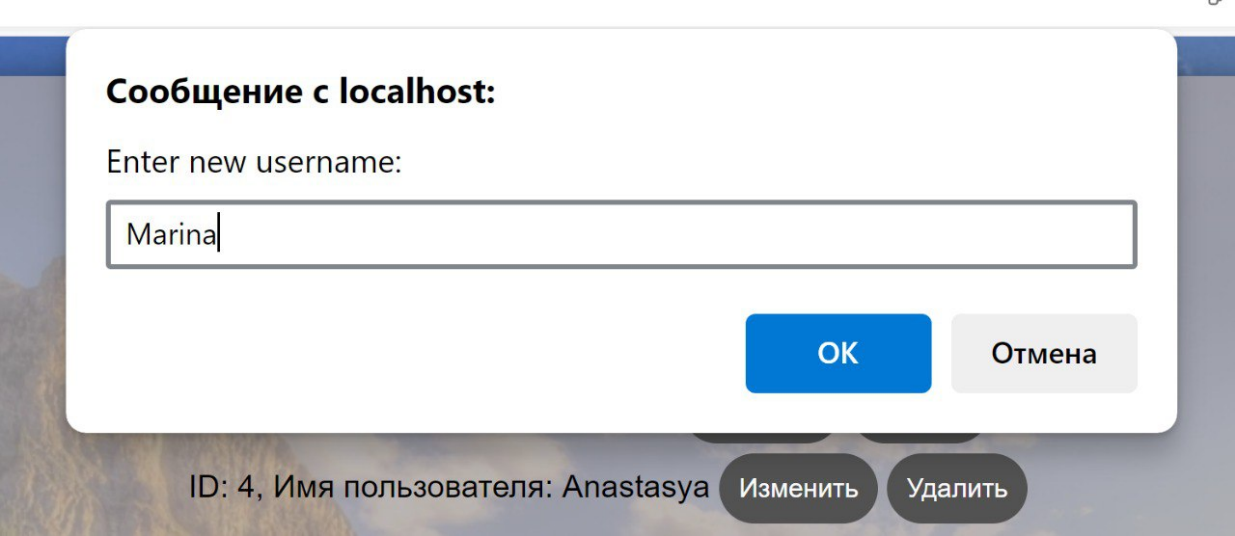 Сообщение с localhost:
Enter new username:
Marina
OK
Отмена
ID: 4, Имя пользователя: Anastasya Изменить Удалить